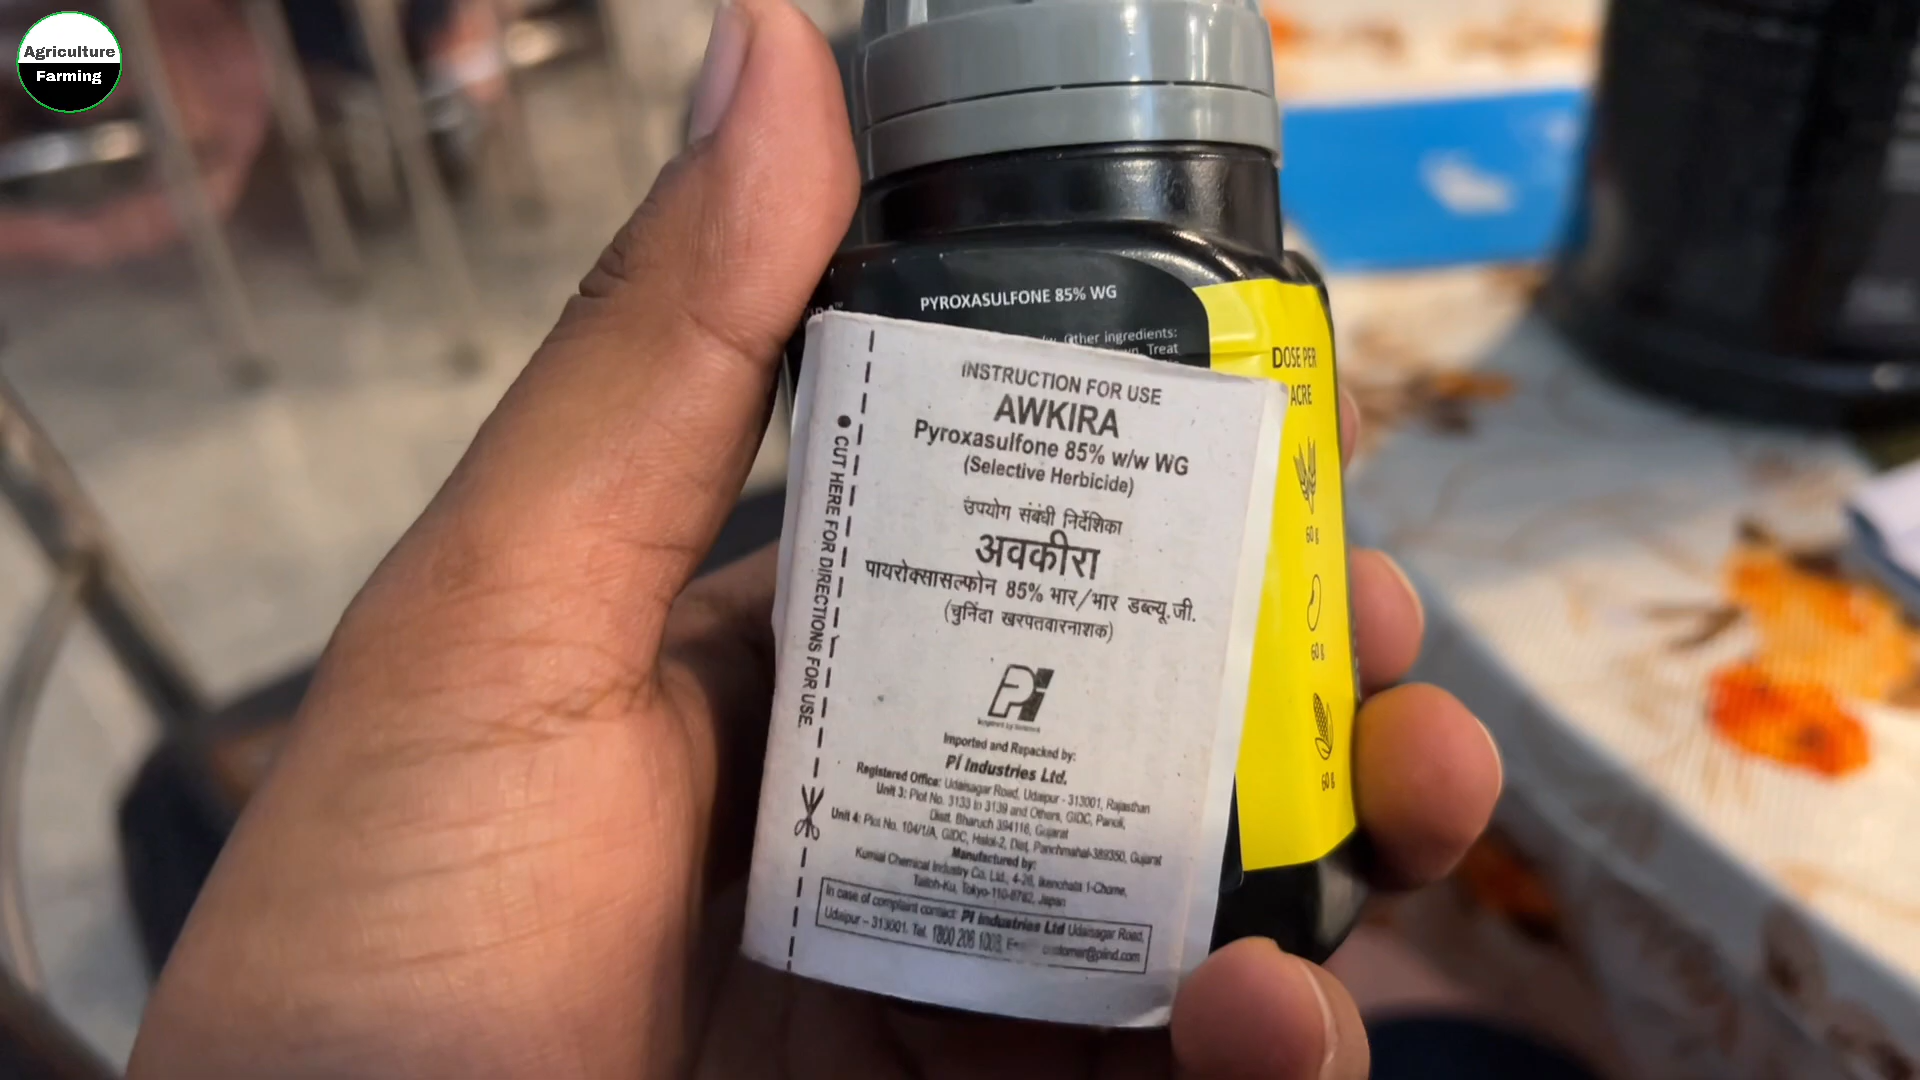 Agriculture
Farming
PYROXASULFONE 85% WG
Other ingredients:
Treat
DOSE PER
ACRE
60 g
60 g
60 g
CUT HERE FOR DIRECTIONS FOR USE
INSTRUCTION FOR USE
AWKIRA
Pyroxasulfone 85% w/w WG
(Selective Herbicide)
उपयोग संबंधी निर्देशिका
अवकीरा
पायरोक्सासल्फोन 85% भार/भार डब्ल्यू.जी.
(चुनिंदा खरपतवारनाशक)
Pi
Imported and Repacked by:
PI Industries Ltd.
Registered Office: Udaisagar Road, Udaipur - 313001, Rajasthan
Unit 3: Plot No. 3133 to 3139 and Others, GIDC, Panoli,
Distt. Bharuch 394116, Gujarat
Unit 4: Plot No. 104/1/A, GIDC, Halol-2, Dist. Panchmahal-389350, Gujarat
Manufactured by:
Kumiai Chemical Industry Co. Ltd., 4-26, Ikenohata 1-Chome,
Taitoh-Ku, Tokyo-110-8782, Japan
In case of complaint contact: PI Industries Ltd Udaisagar Road,
Udaipur – 313001. Tel. 1800 208 1008,